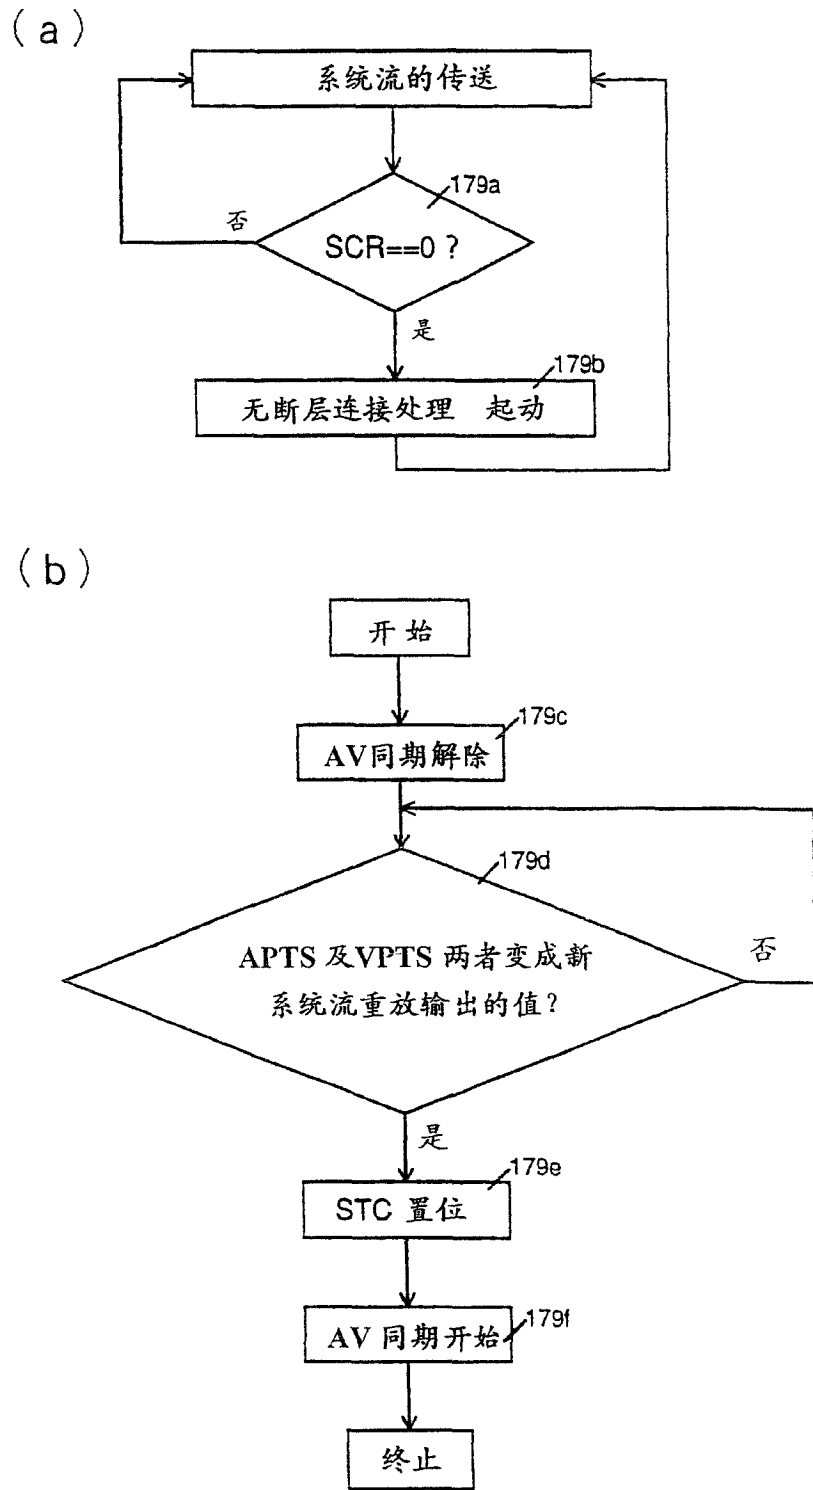 (a)
系统流的传送
179a
否
SCR==0？
是
179b
无断层连接处理 起动
(b)
开始
179c
AV同期解除
179d
APTS 及VPTS 两者变成新
系统流重放输出的值？
否
是
179e
STC 置位
179f
AV 同期开始
终止